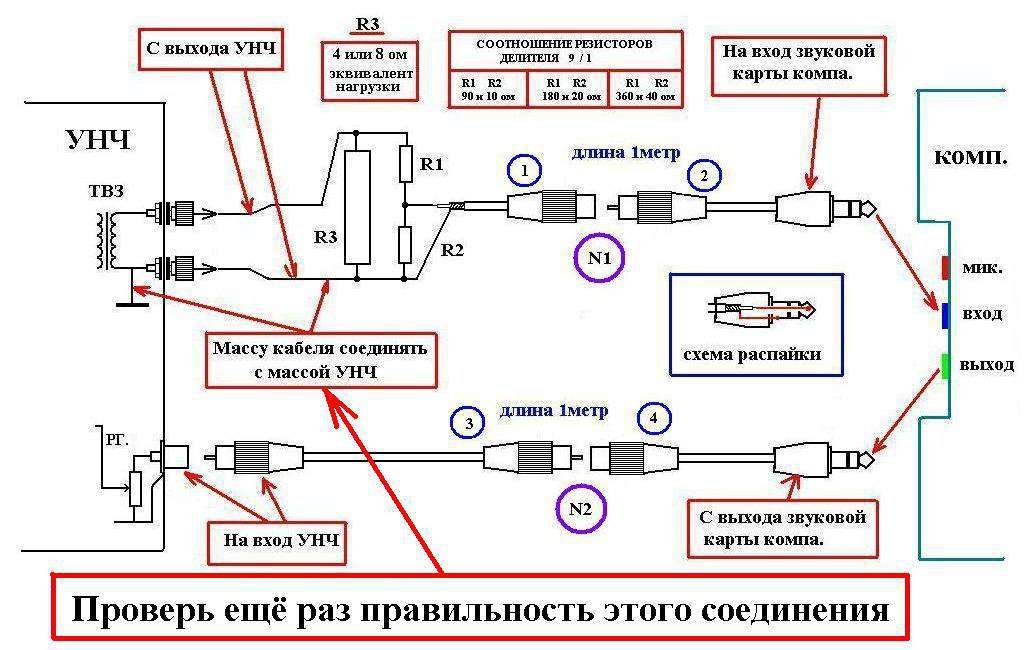 R3
С выхода УНЧ
4 или 8 ом
эквивалент
нагрузки
СООТНОШЕНИЕ РЕЗИСТОРОВ
ДЕЛИТЕЛЯ 9 / 1
R1 R2
90 и 10 ом
R1 R2
180 и 20 ом
R1 R2
360 и 40 ом
На вход звуковой
карты компа.
УНЧ
ТВЗ
R1
R3
R2
1
длина 1метр
2
N1
комп.
мик.
вход
выход
схема распайки
Массу кабеля соединять
с массой УНЧ
РГ.
3
длина 1метр
4
N2
На вход УНЧ
С выхода звуковой
карты компа.
Проверь ещё раз правильность этого соединения